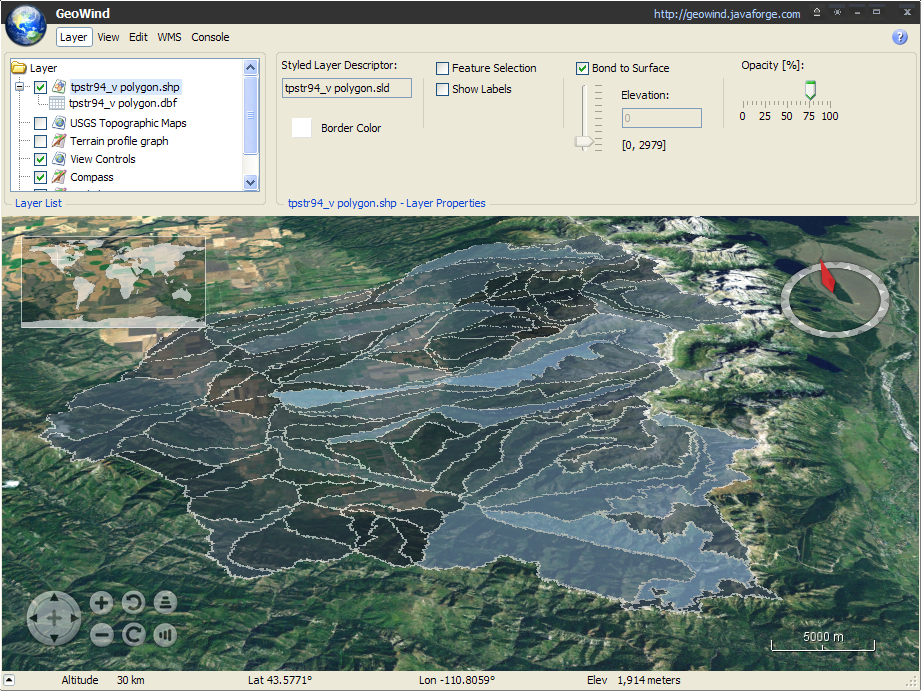 GeoWind
http://geowind.javaforge.com
Layer View Edit WMS Console
?
Layer
tpstr94_v polygon.shp
tpstr94_v polygon.dbf
USGS Topographic Maps
Terrain profile graph
View Controls
Compass
Layer List
Styled Layer Descriptor:
tpstr94_v polygon.sld
Border Color
Feature Selection
Show Labels
Bond to Surface
Elevation:
0
[0, 2979]
Opacity [%]:
0 25 50 75 100
tpstr94_v polygon.shp - Layer Properties
5000 m
Altitude 30 km Lat 43.5771° Lon -110.8059° Elev 1,914 meters